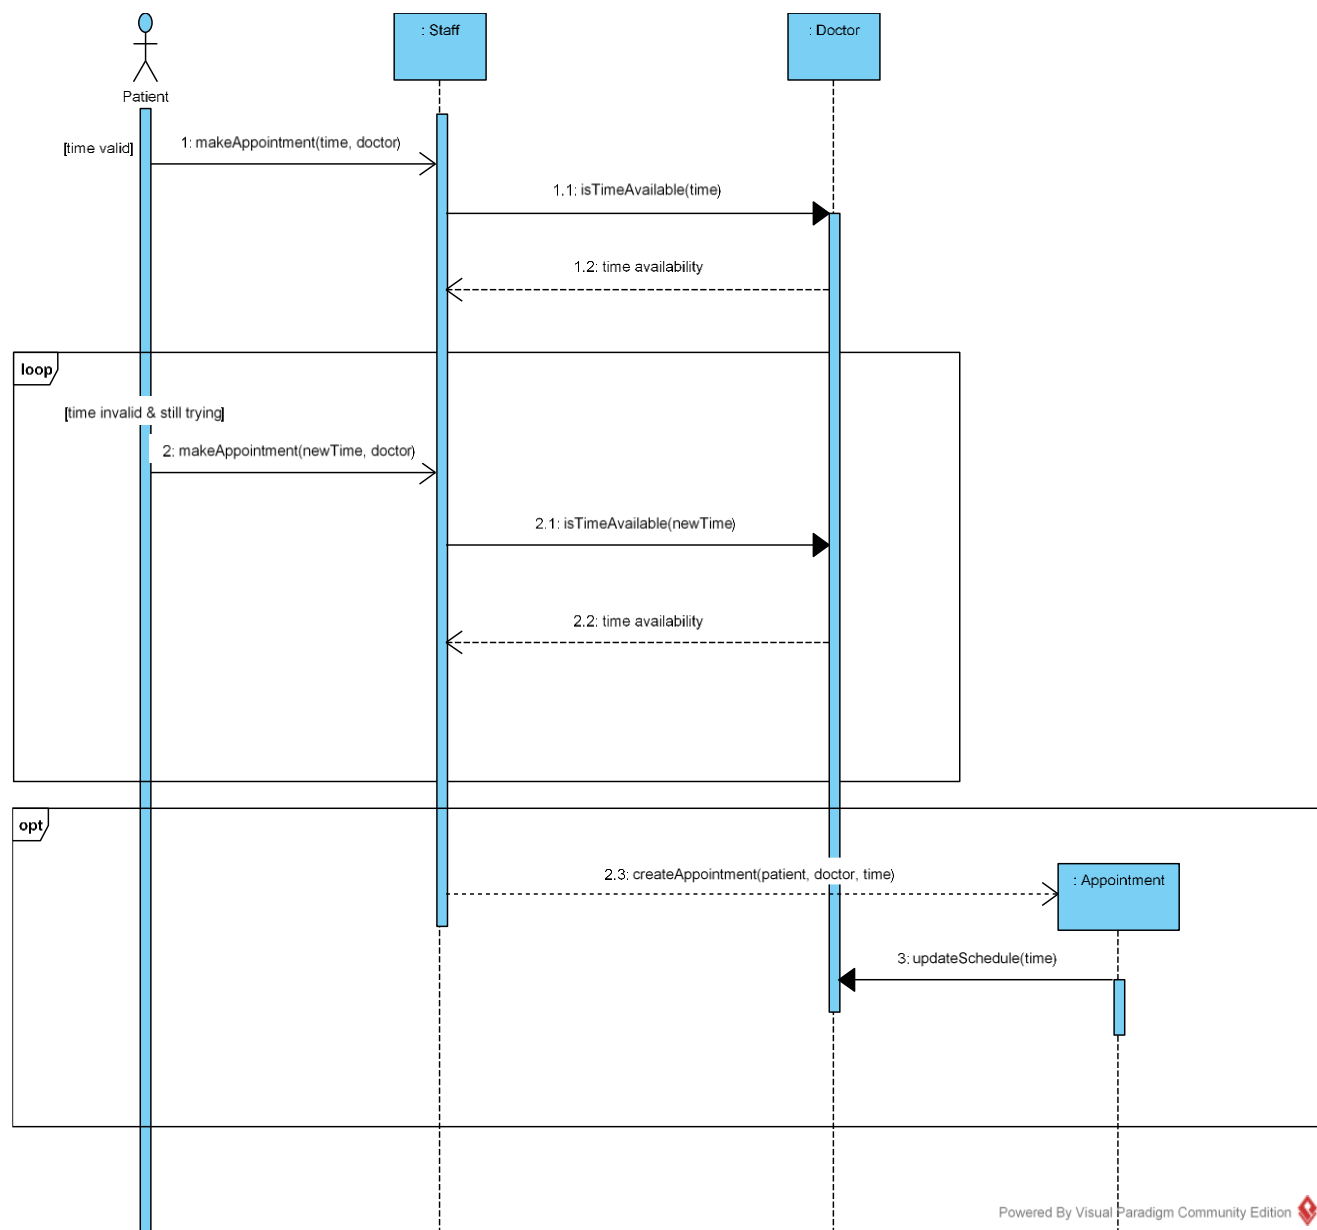 : Staff
: Doctor
Patient
[time valid]
1: makeAppointment(time, doctor)
1.1: isTimeAvailable(time)
1.2: time availability
loop
[time invalid & still trying]
2: makeAppointment(newTime, doctor)
2.1: isTimeAvailable(newTime)
2.2: time availability
opt
2.3: createAppointment(patient, doctor, time)
: Appointment
3: updateSchedule(time)
Powered By Visual Paradigm Community Edition